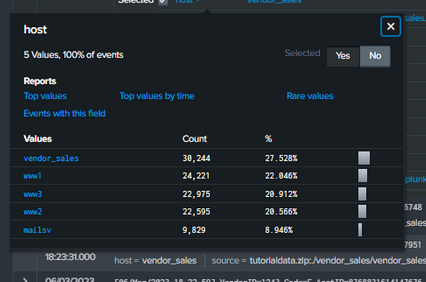 Selected host vendor_sales
host
5 Values, 100% of events Selected Yes No
Reports
Top values Top values by time Rare values
Events with this field
Values Count %
vendor_sales 30,244 27.528%
www1 24,221 22.046%
www3 22,975 20.912%
www2 22,595 20.566%
mailsv 9,829 8.946%
18:23:31.000 host = vendor_sales source = tutorialdata.zip:./vendor_sales/vendor_sales